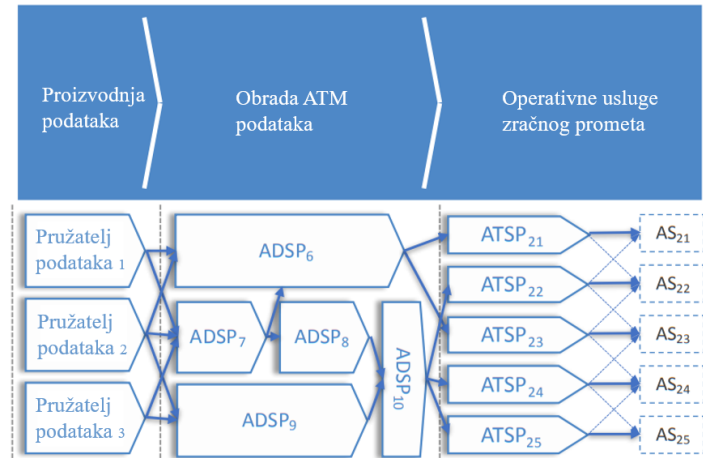 Proizvodnja
podataka
Obrada ATM
podataka
Operativne usluge
zračnog prometa
Pružatelj
podataka 1
Pružatelj
podataka 2
Pružatelj
podataka 3
ADSP6
ADSP7
ADSP8
ADSP9
ADSP10
ATSP21
ATSP22
ATSP23
ATSP24
ATSP25
AS21
AS22
AS23
AS24
AS25